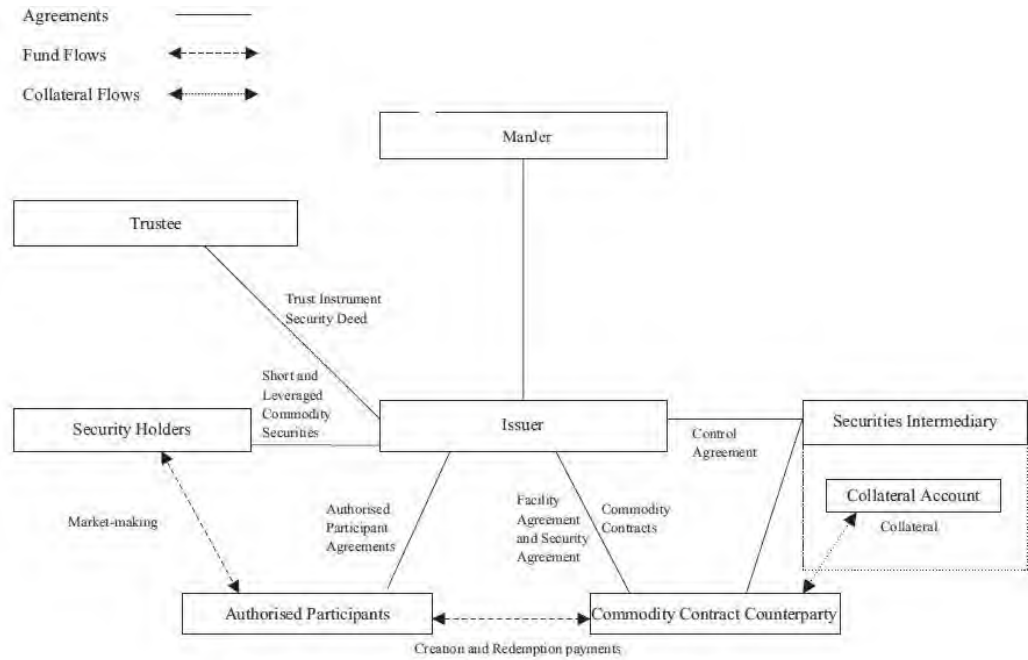 Agreements
Fund Flows
Collateral Flows
ManJer
Trustee
Trust Instrument
Security Deed
Short and
Leveraged
Commodity
Securities
Security Holders
Issuer
Control
Agreement
Securities Intermediary
Collateral Account
Collateral
Market-making
Authorised
Participant
Agreements
Facility
Agreement
and Security
Agreement
Commodity
Contracts
Authorised Participants
Commodity Contract Counterparty
Creation and Redemption payments